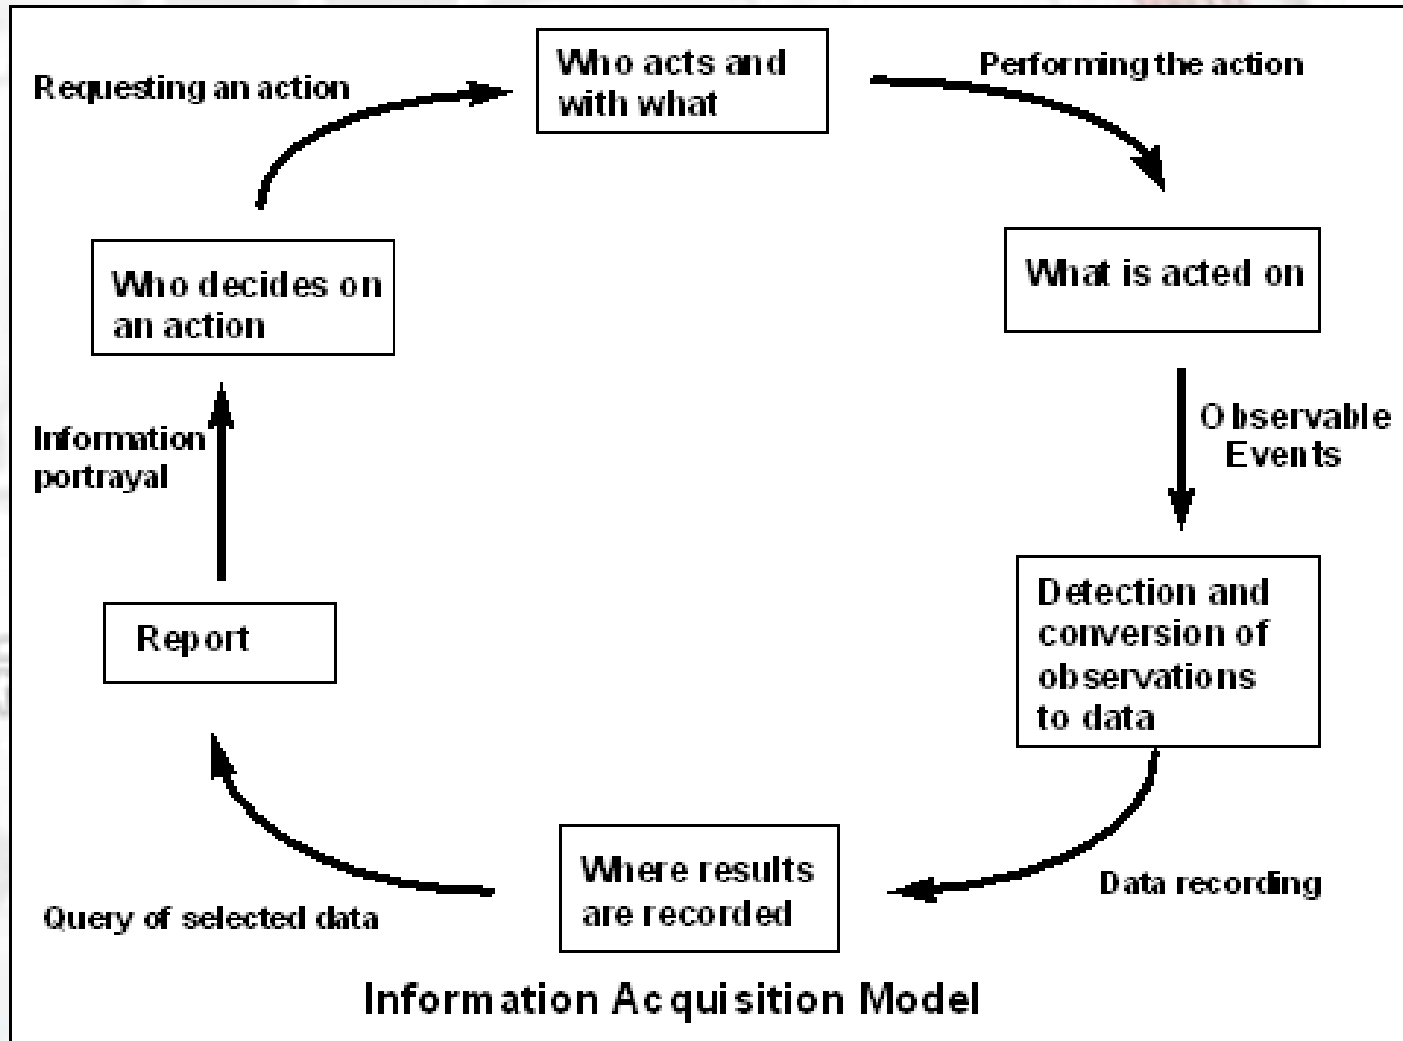 Requesting an action
Who acts and
with what
Performing the action
What is acted on
Observable
Events
Detection and
conversion of
observations
to data
Data recording
Where results
are recorded
Query of selected data
Report
Information
portrayal
Who decides on
an action
Information Acquisition Model